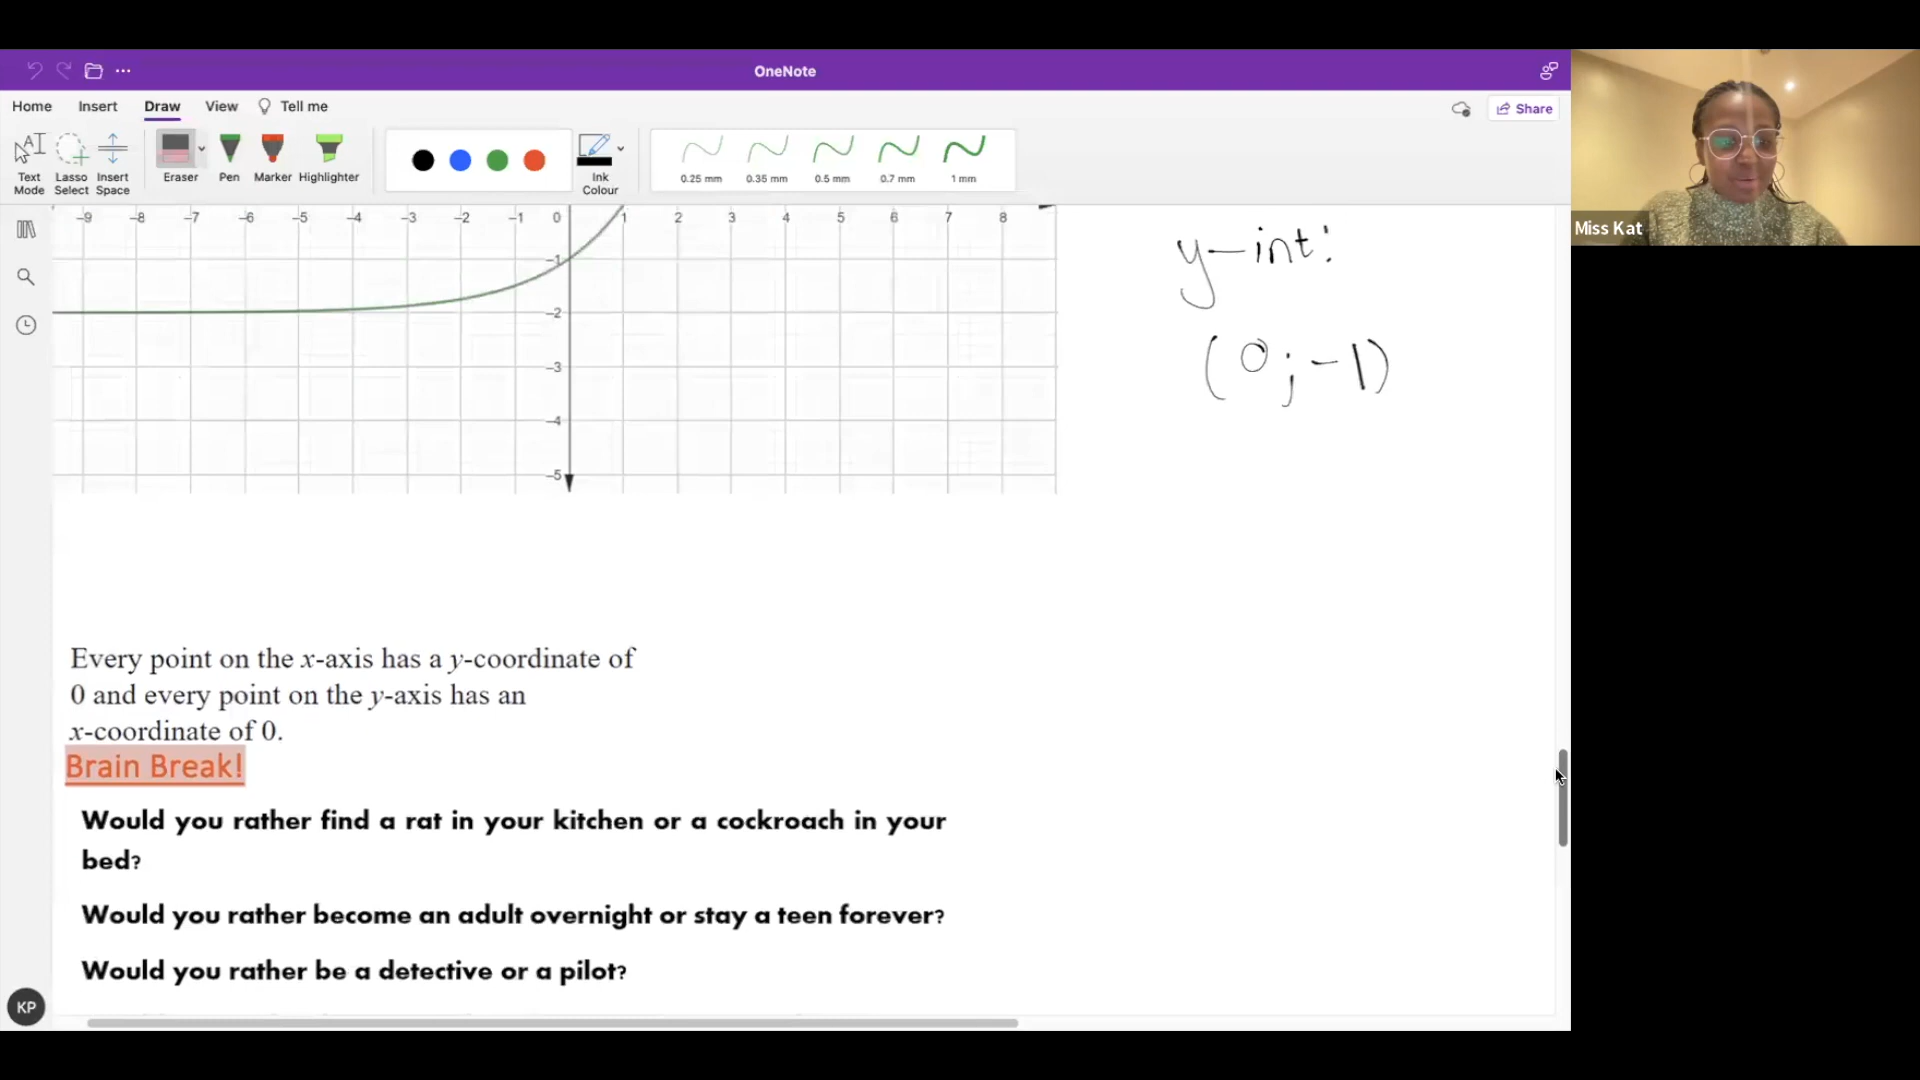 OneNote
Home Insert Draw View Tell me
Share
Text Mode
Lasso Select
Insert Space
Eraser
Pen
Marker
Highlighter
Ink Colour
0.25 mm 0.35 mm 0.5 mm 0.7 mm 1 mm
Miss Kat
-9 -8 -7 -6 -5 -4 -3 -2 -1 0 1 2 3 4 5 6 7 8
-1
-2
-3
-4
-5
y-int:
(0;-1)
Every point on the x-axis has a y-coordinate of
0 and every point on the y-axis has an
x-coordinate of 0.
Brain Break!
Would you rather find a rat in your kitchen or a cockroach in your
bed?
Would you rather become an adult overnight or stay a teen forever?
Would you rather be a detective or a pilot?
KP